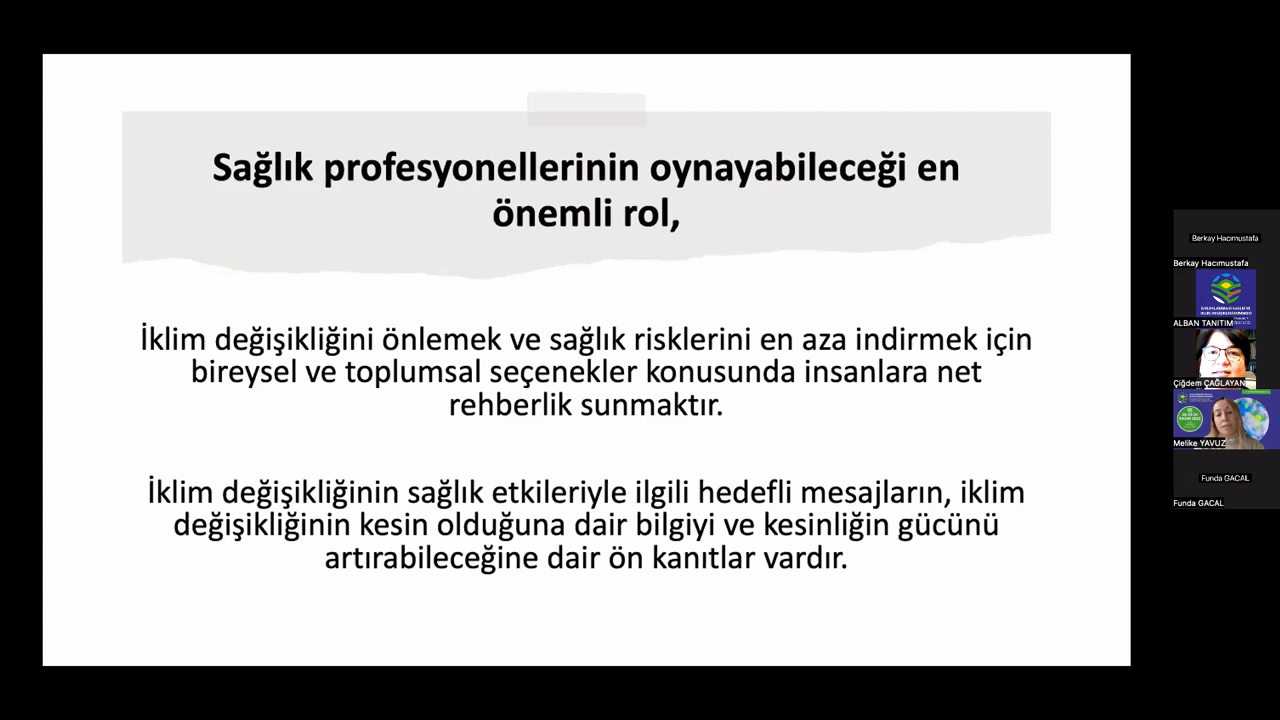 Sağlık profesyonellerinin oynayabileceği en
önemli rol,
İklim değişikliğini önlemek ve sağlık risklerini en aza indirmek için
bireysel ve toplumsal seçenekler konusunda insanlara net
rehberlik sunmaktır.
İklim değişikliğinin sağlık etkileriyle ilgili hedefli mesajların, iklim
değişikliğinin kesin olduğuna dair bilgiyi ve kesinliğin gücünü
artırabileceğine dair ön kanıtlar vardır.
Berkay Hacımustafa
Berkay Hacımustafa
ALBAN TANITIM
Çiğdem ÇAĞLAYAN
Melike YAVUZ
Funda GACAL
Funda GACAL